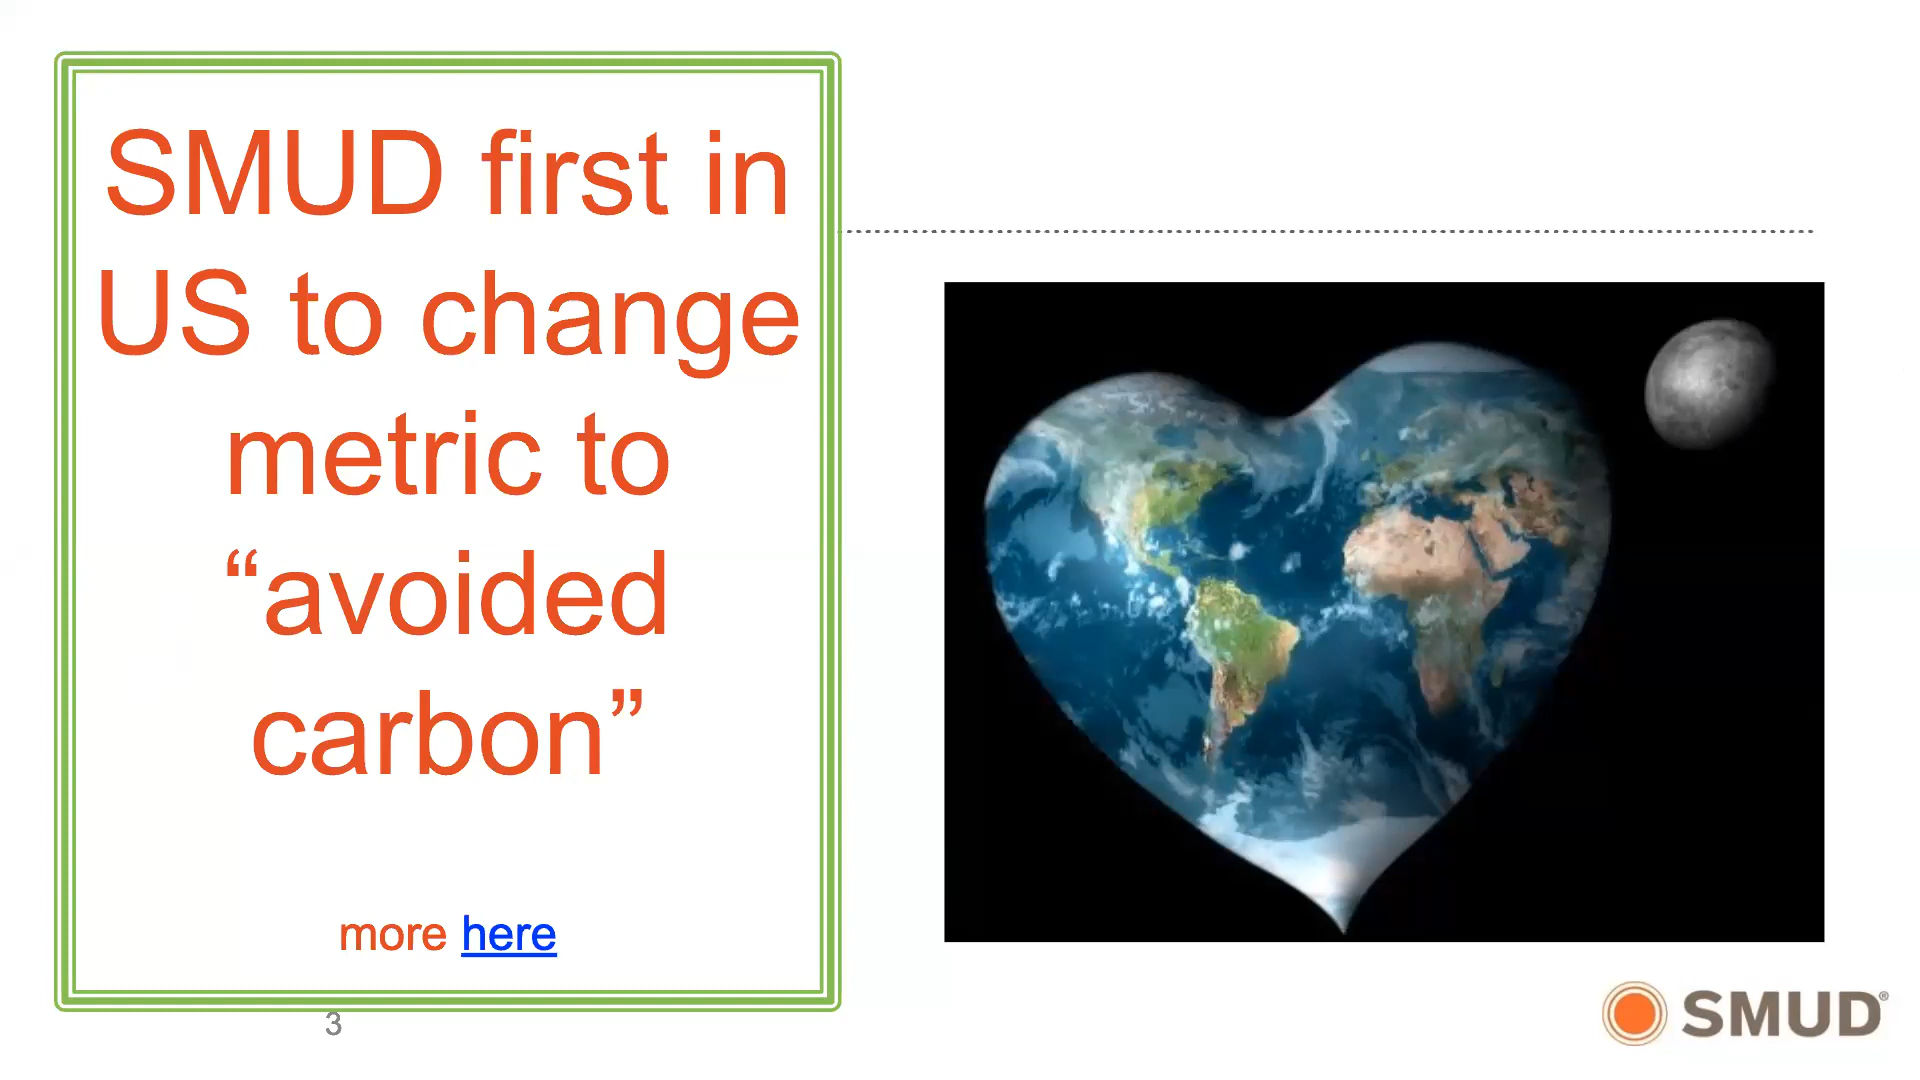 SMUD first in
US to change
metric to
“avoided
carbon”
more here
3
SMUD®